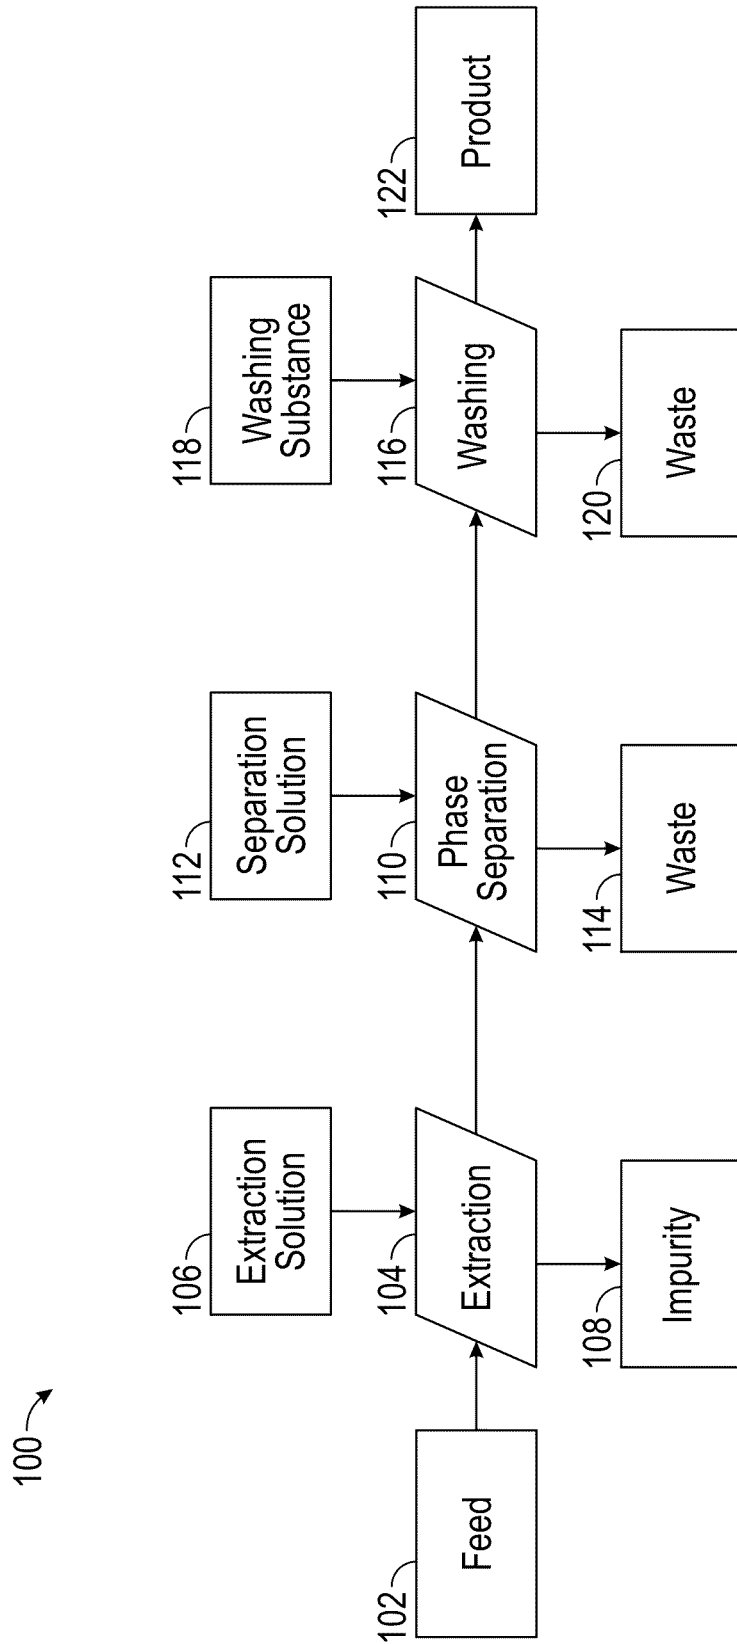 100
106
Extraction
Solution
112
Separation
Solution
118
Washing
Substance
102
Feed
104
Extraction
110
Phase
Separation
116
Washing
122
Product
108
Impurity
114
Waste
120
Waste